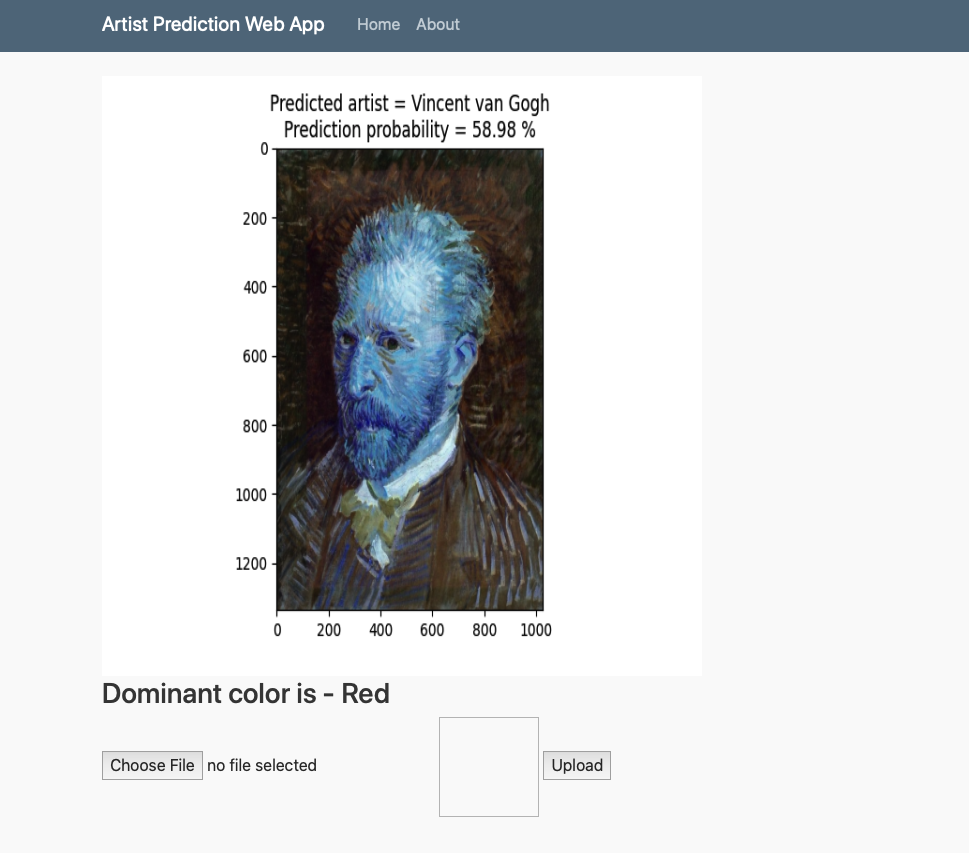 Artist Prediction Web App Home About
Predicted artist = Vincent van Gogh
Prediction probability = 58.98 %
0
200
400
600
800
1000
1200
0 200 400 600 800 1000
Dominant color is - Red
Choose File no file selected Upload